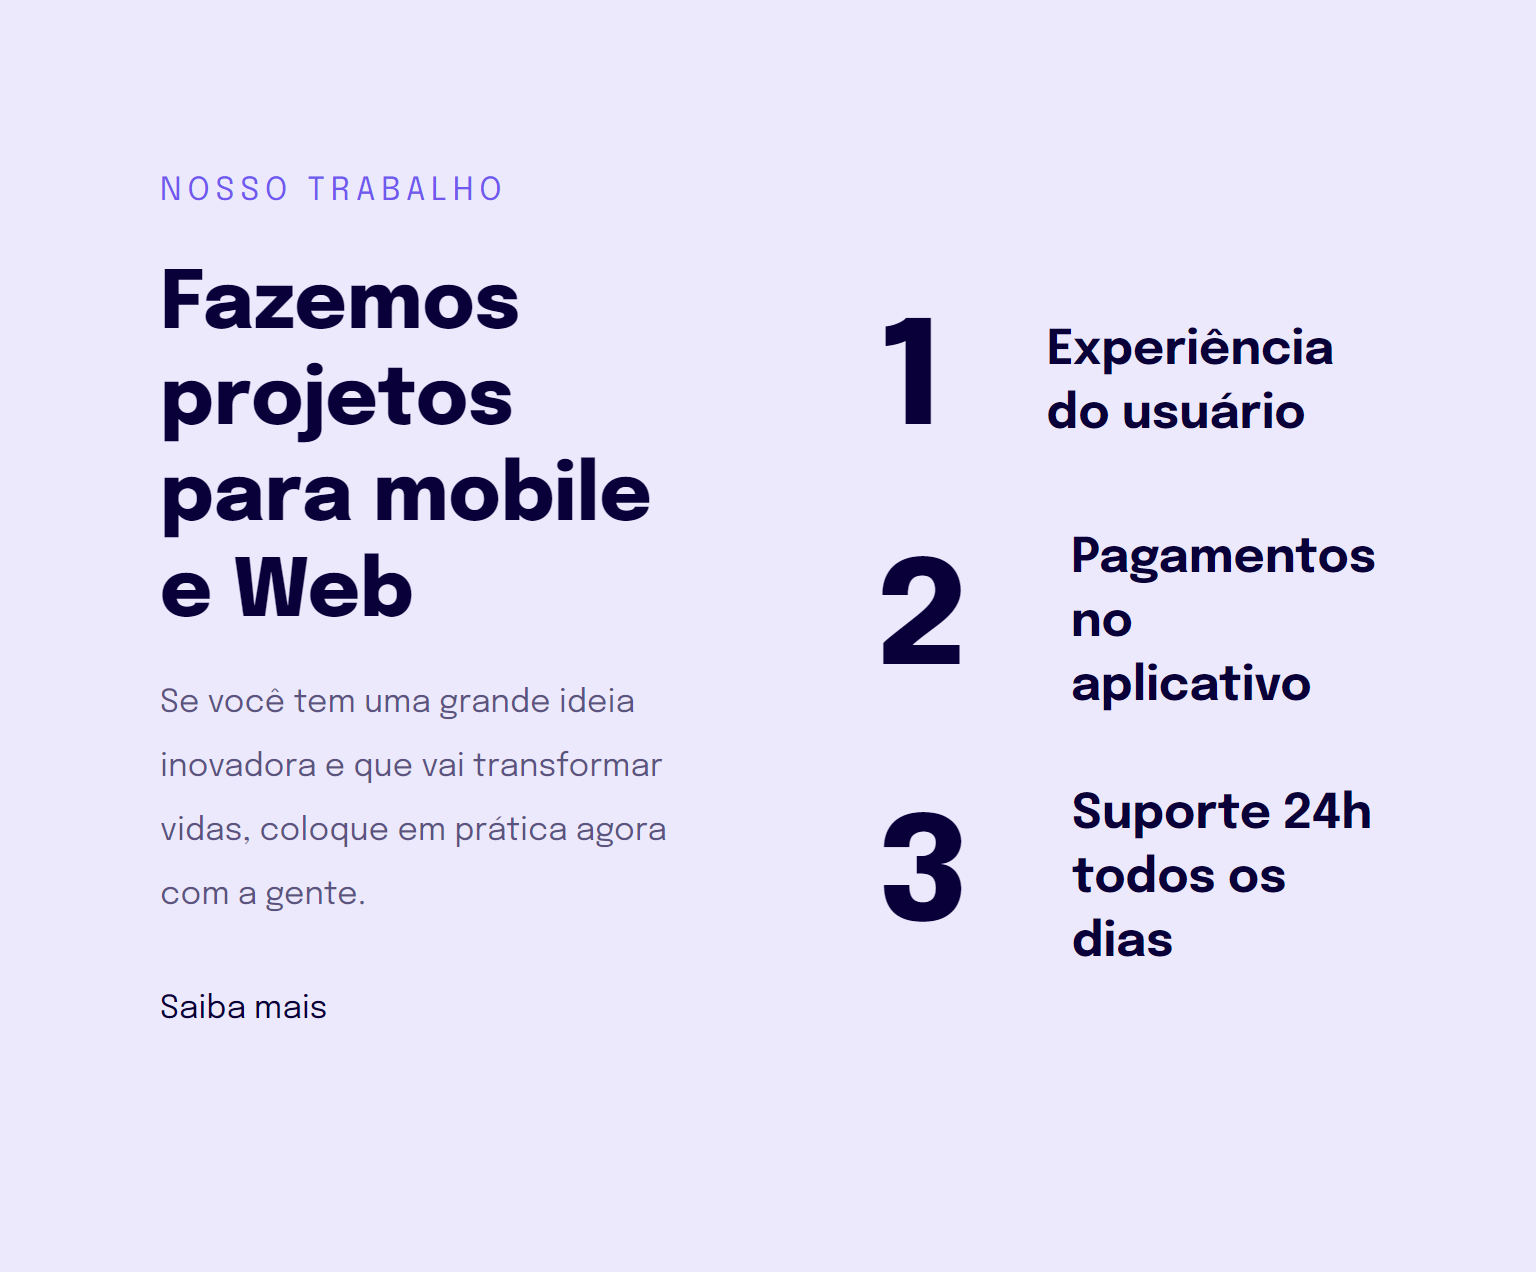 NOSSO TRABALHO
Fazemos
projetos
para mobile
e Web
Se você tem uma grande ideia
inovadora e que vai transformar
vidas, coloque em prática agora
com a gente.
Saiba mais
1
Experiência
do usuário
2
Pagamentos
no
aplicativo
3
Suporte 24h
todos os
dias